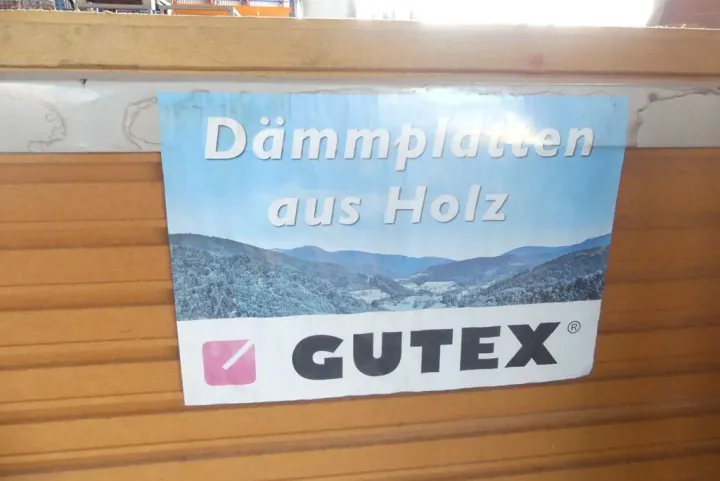 Dämmplatten
aus Holz
GUTEX®